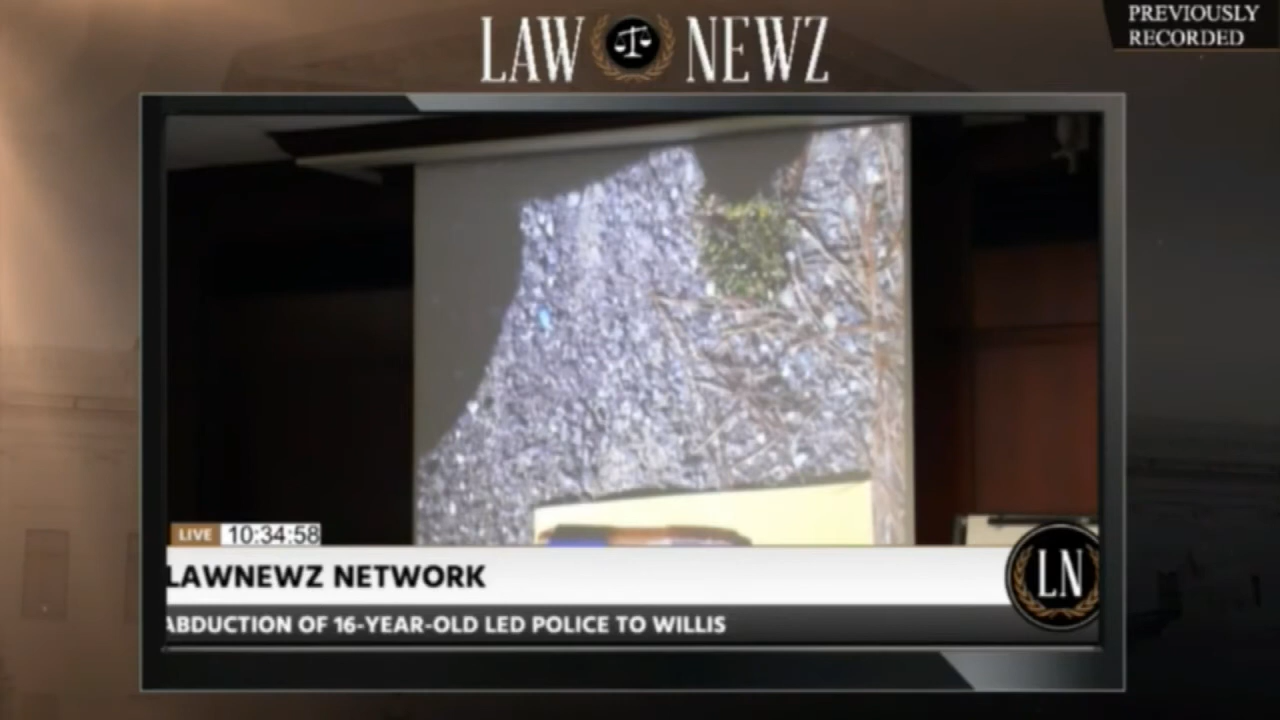 LAW NEWZ
PREVIOUSLY
RECORDED
LIVE 10:34:58
LAWNEWZ NETWORK
LN
ABDUCTION OF 16-YEAR-OLD LED POLICE TO WILLIS